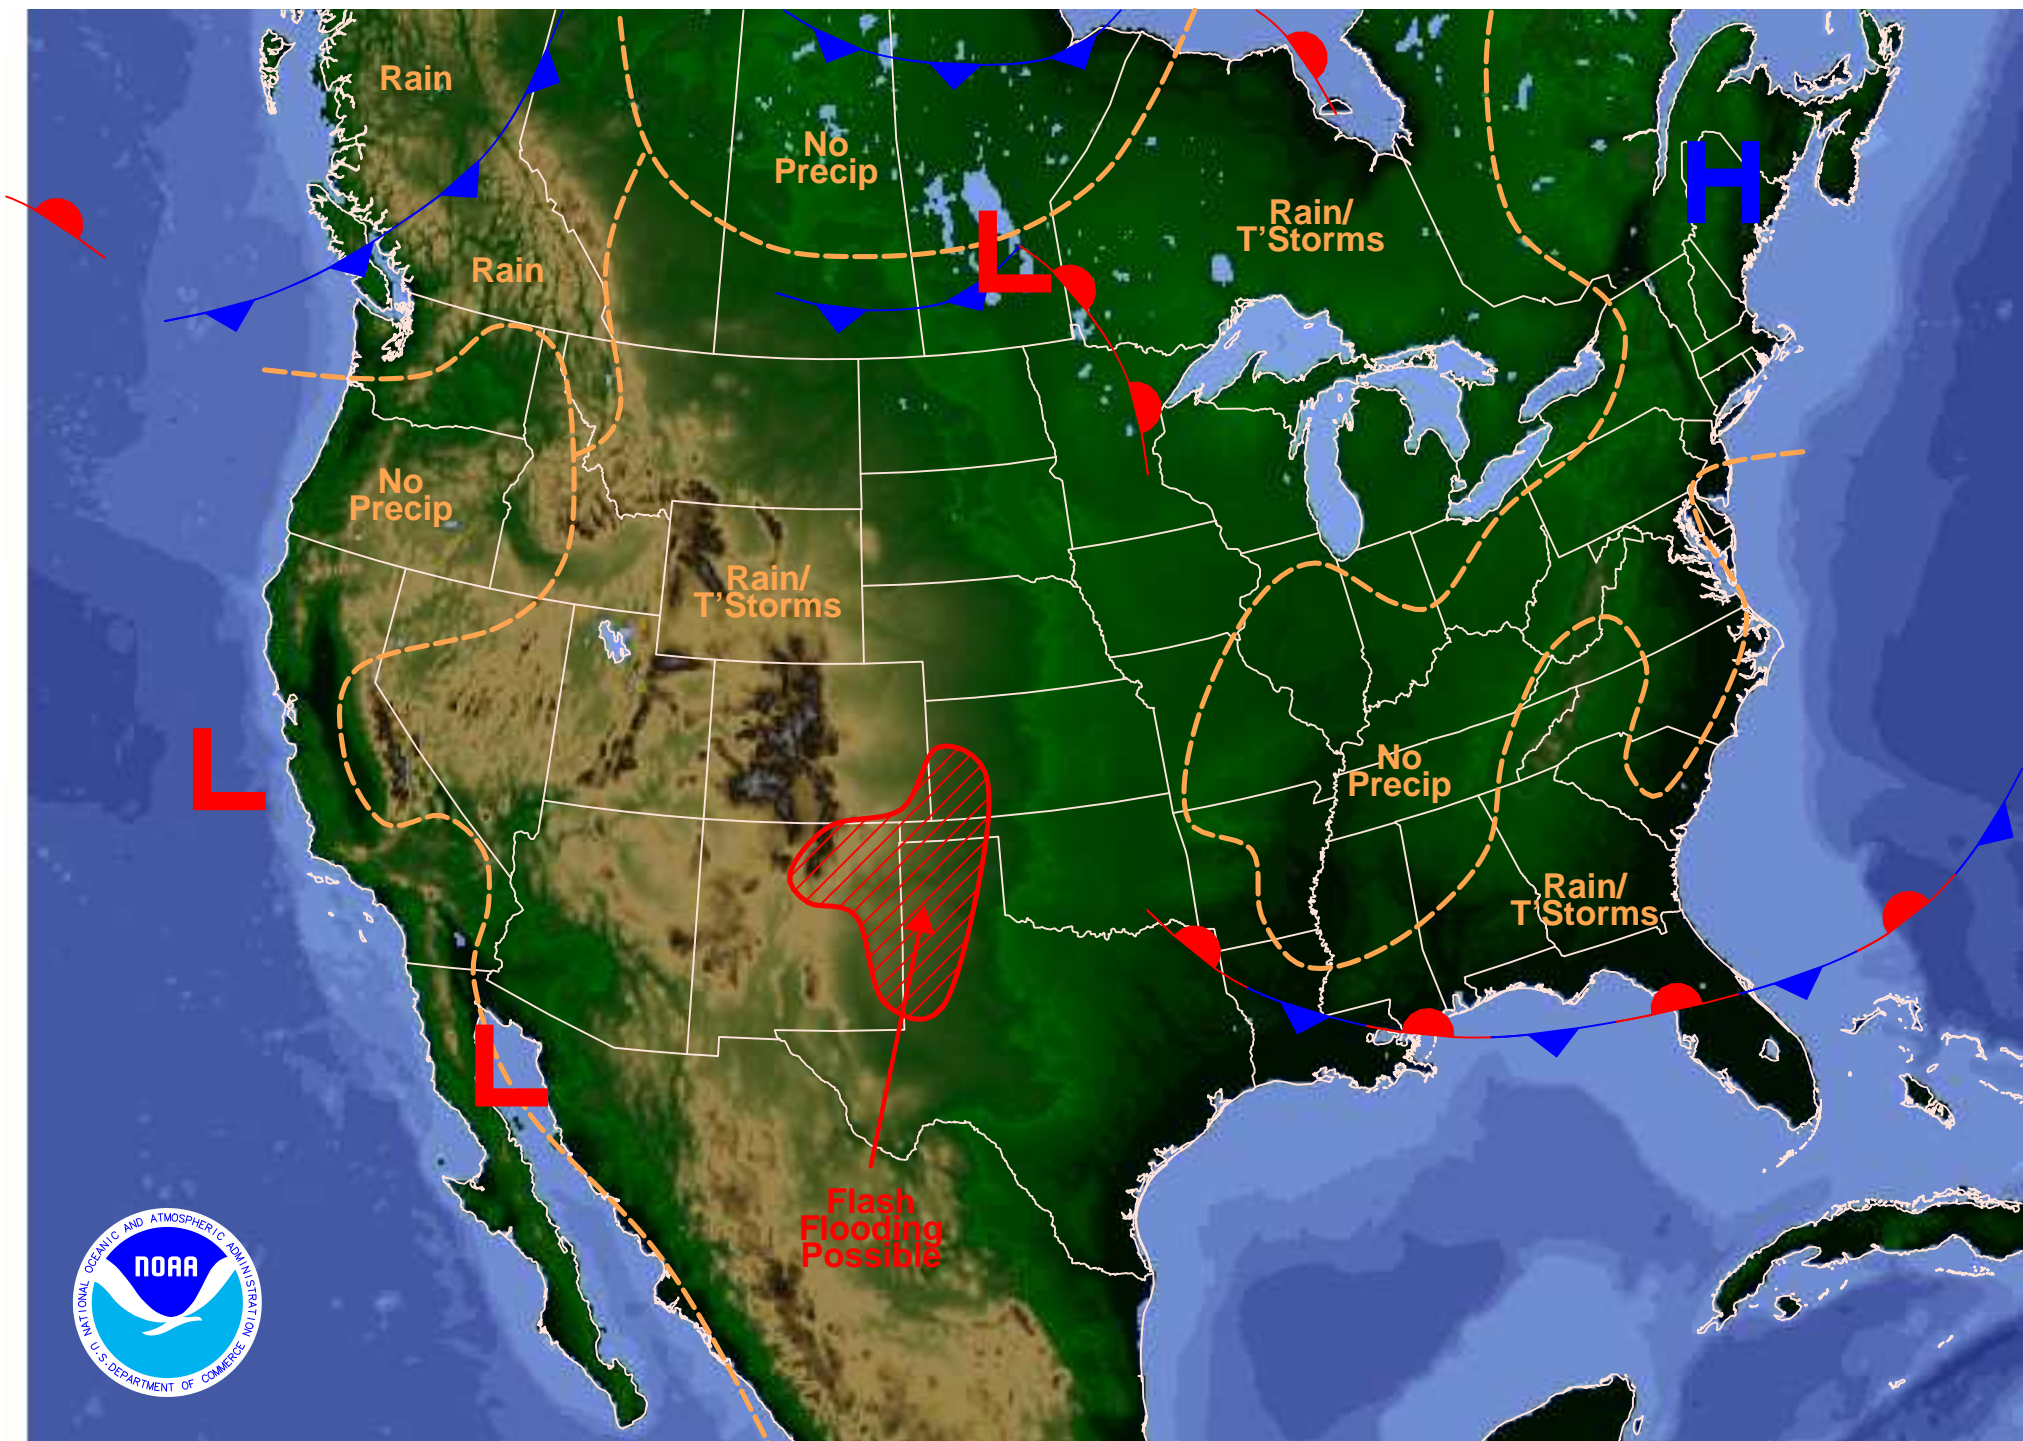 Rain
No
Precip
H
Rain/
T'Storms
L
Rain
No
Precip
Rain/
T'Storms
L
No
Precip
Rain/
T'Storms
L
Flash
Flooding
Possible
NATIONAL OCEANIC AND ATMOSPHERIC ADMINISTRATION
NOAA
U.S. DEPARTMENT OF COMMERCE